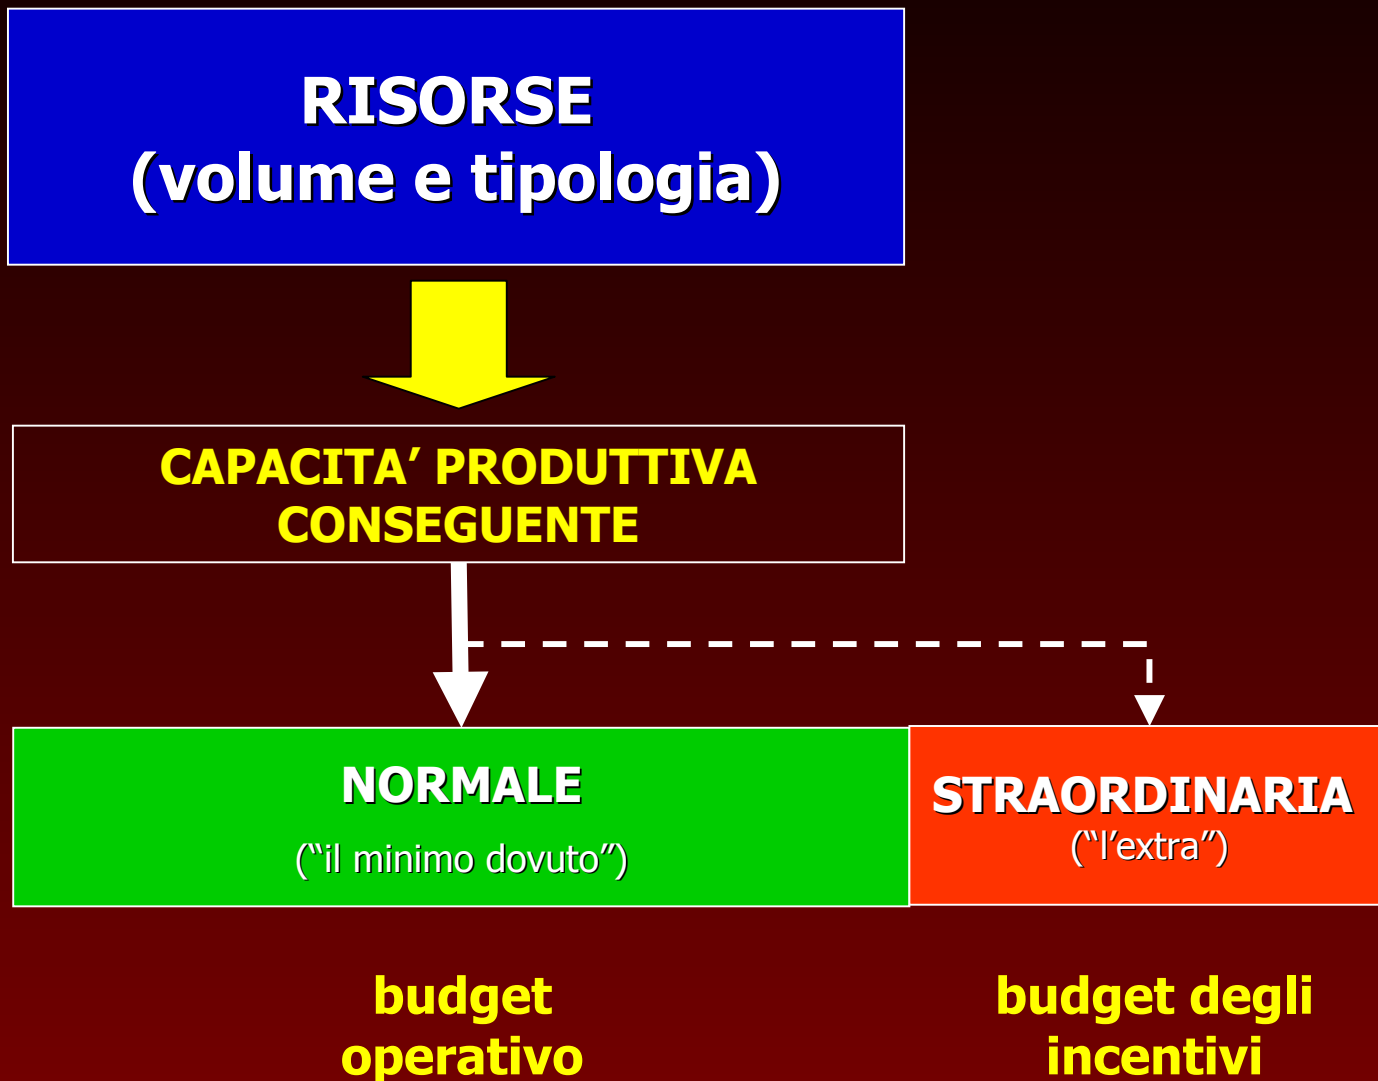 RISORSE
(volume e tipologia)
CAPACITA’ PRODUTTIVA
CONSEGUENTE
NORMALE
(“il minimo dovuto”)
STRAORDINARIA
(“l’extra”)
budget
operativo
budget degli
incentivi